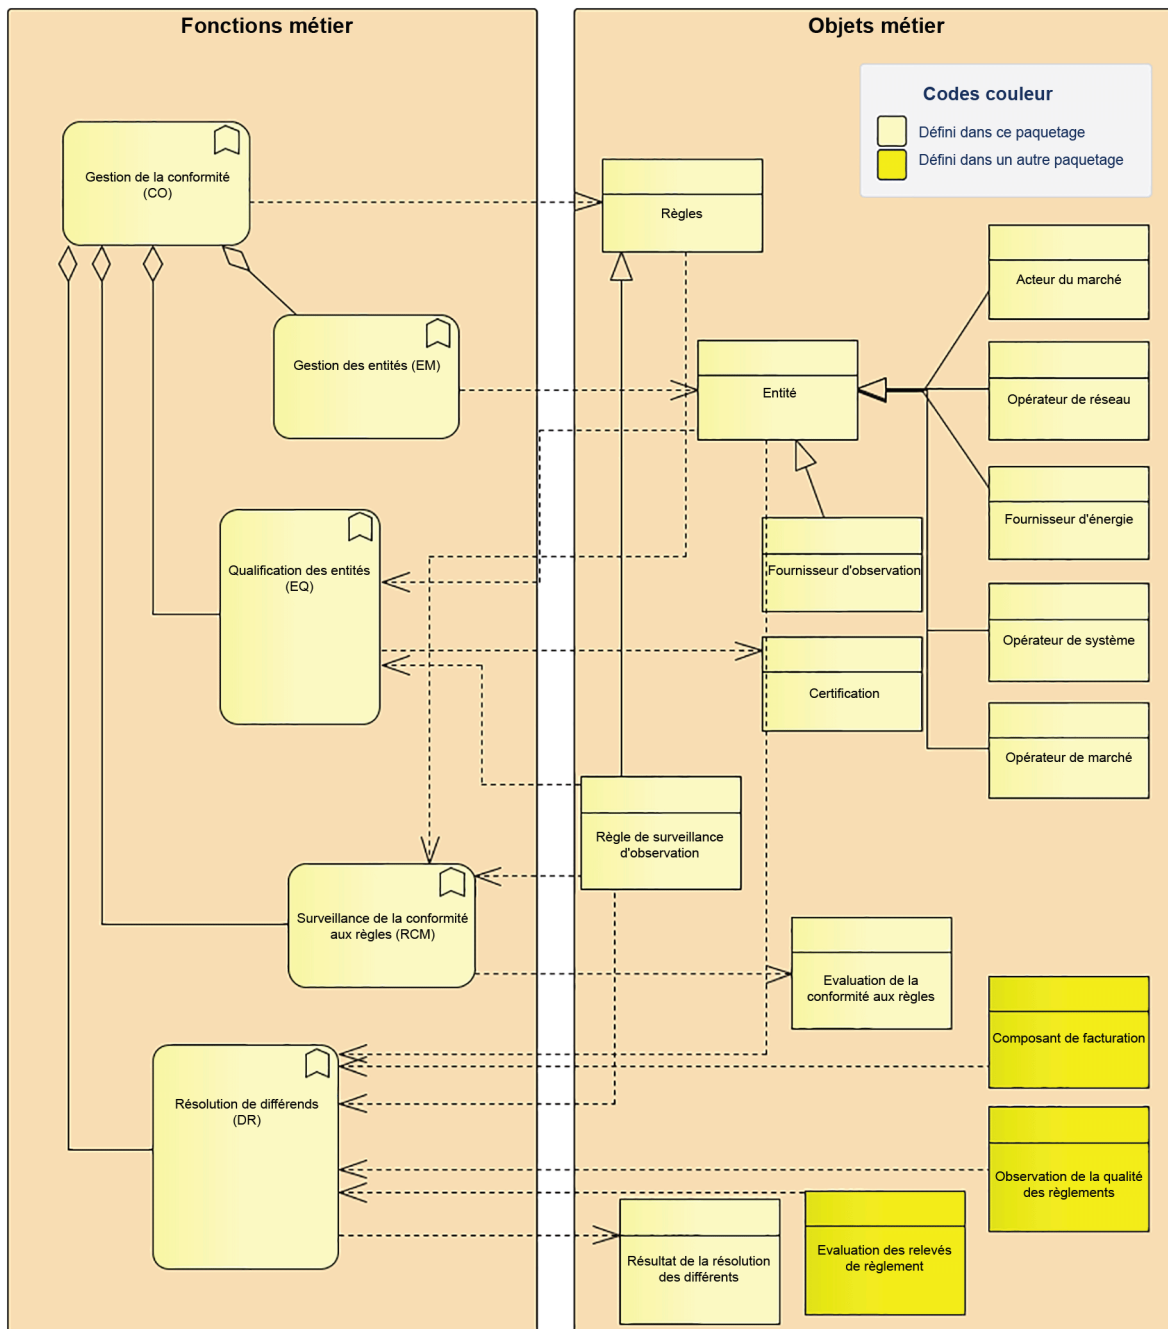 Fonctions métier
Gestion de la conformité
(CO)
Gestion des entités (EM)
Qualification des entités
(EQ)
Surveillance de la conformité
aux règles (RCM)
Résolution de différends
(DR)
Objets métier
Codes couleur
Défini dans ce paquetage
Défini dans un autre paquetage
Règles
Acteur du marché
Entité
Opérateur de réseau
Fournisseur d'énergie
Fournisseur d'observation
Opérateur de système
Certification
Opérateur de marché
Règle de surveillance
d'observation
Evaluation de la
conformité aux règles
Composant de facturation
Observation de la qualité
des règlements
Evaluation des relevés
de règlement
Résultat de la résolution
des différents